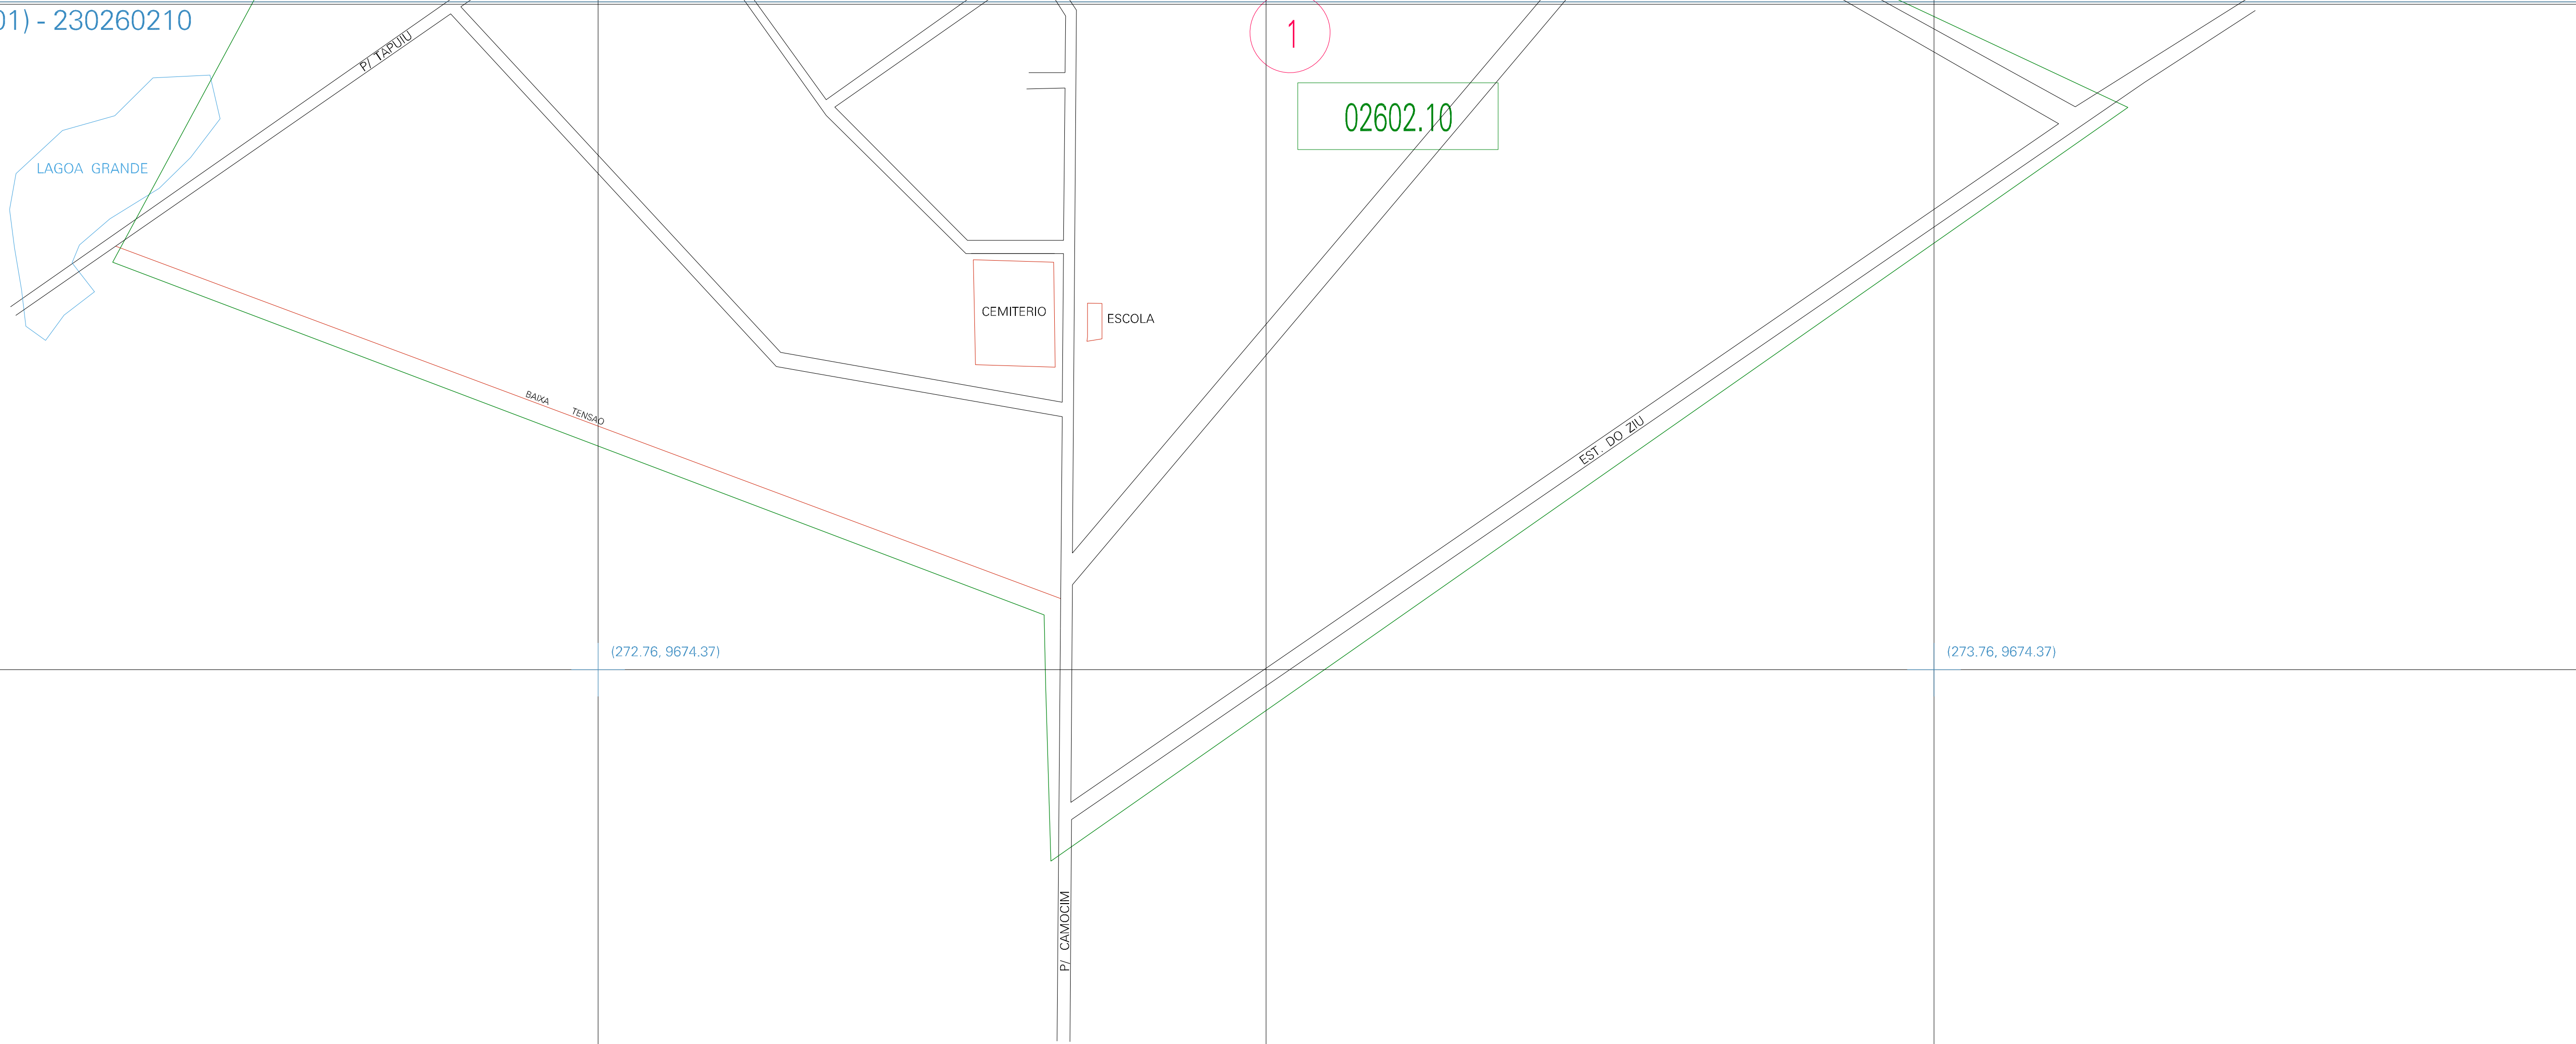 01) - 230260210
1
P/ TAPUIU
02602.10
LAGOA GRANDE
CEMITERIO
ESCOLA
BAIXA TENSAO
EST. DO ZIU
(272.76, 9674.37)
(273.76, 9674.37)
P/ CAMOCIM